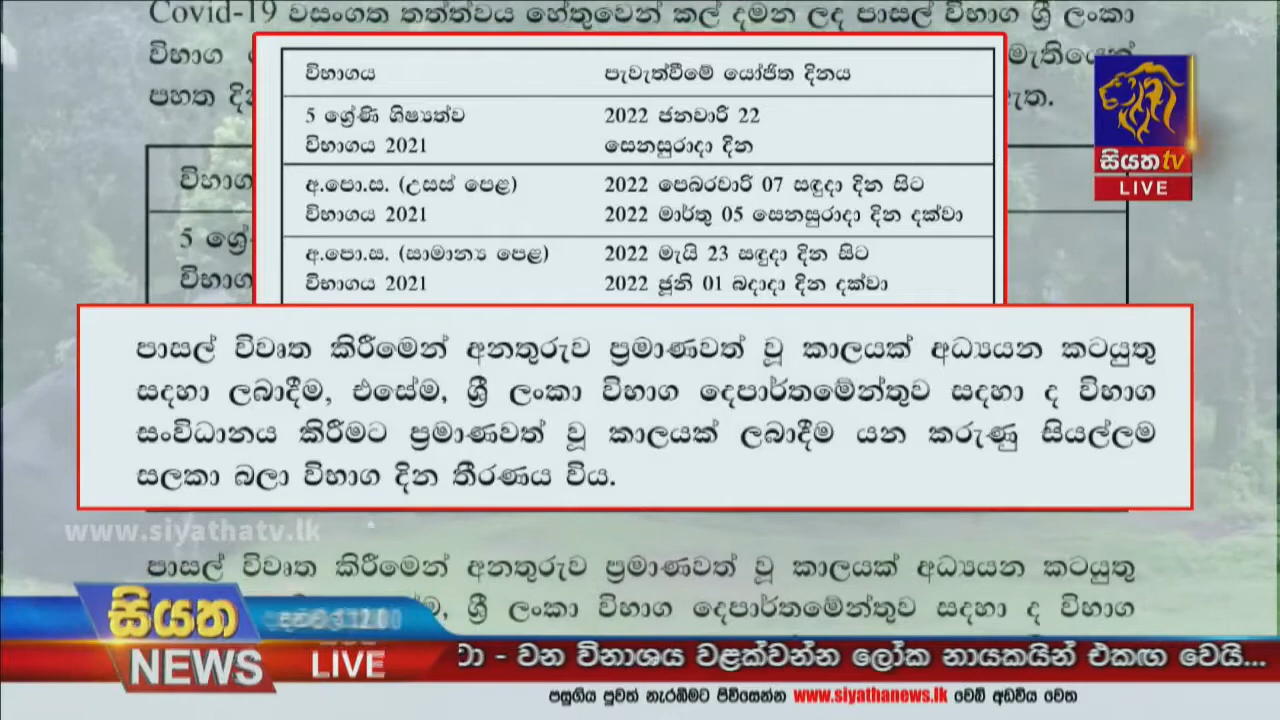 Covid-19 වසංගත තත්ත්වය හේතුවෙන් කල් දමන ලද පාසල් විභාග ශ්‍රී ලංකා
විභාග
පහත
විභාගය පැවැත්වීමේ යෝජිත දිනය
5 ශ්‍රේණි ශිෂ්‍යත්ව 2022 ජනවාරි 22
විභාගය 2021 සෙනසුරාදා දින
අ.පො.ස. (උසස් පෙළ) 2022 පෙබරවාරි 07 සඳුදා දින සිට
විභාගය 2021 2022 මාර්තු 05 සෙනසුරාදා දින දක්වා
අ.පො.ස. (සාමාන්‍ය පෙළ) 2022 මැයි 23 සඳුදා දින සිට
විභාගය 2021 2022 ජූනි 01 බදාදා දින දක්වා
සියත tv
LIVE
පාසල් විවෘත කිරීමෙන් අනතුරුව ප්‍රමාණවත් වූ කාලයක් අධ්‍යයන කටයුතු
සදහා ලබාදීම, එසේම, ශ්‍රී ලංකා විභාග දෙපාර්තමේන්තුව සදහා ද විභාග
සංවිධානය කිරීමට ප්‍රමාණවත් වූ කාලයක් ලබාදීම යන කරුණු සියල්ලම
සලකා බලා විභාග දින තීරණය විය.
www.siyathatv.lk
පාසල් විවෘත කිරීමෙන් අනතුරුව ප්‍රමාණවත් වූ කාලයක් අධ්‍යයන කටයුතු
ශ්‍රී ලංකා විභාග දෙපාර්තමේන්තුව සදහා ද විභාග
සියත
NEWS LIVE
වා - වන විනාශය වළක්වන්න ලෝක නායකයින් එකඟ වෙයි...
පසුගිය පුවත් නැරඹීමට පිවිසෙන්න www.siyathanews.lk වෙබ් අඩවිය වෙත